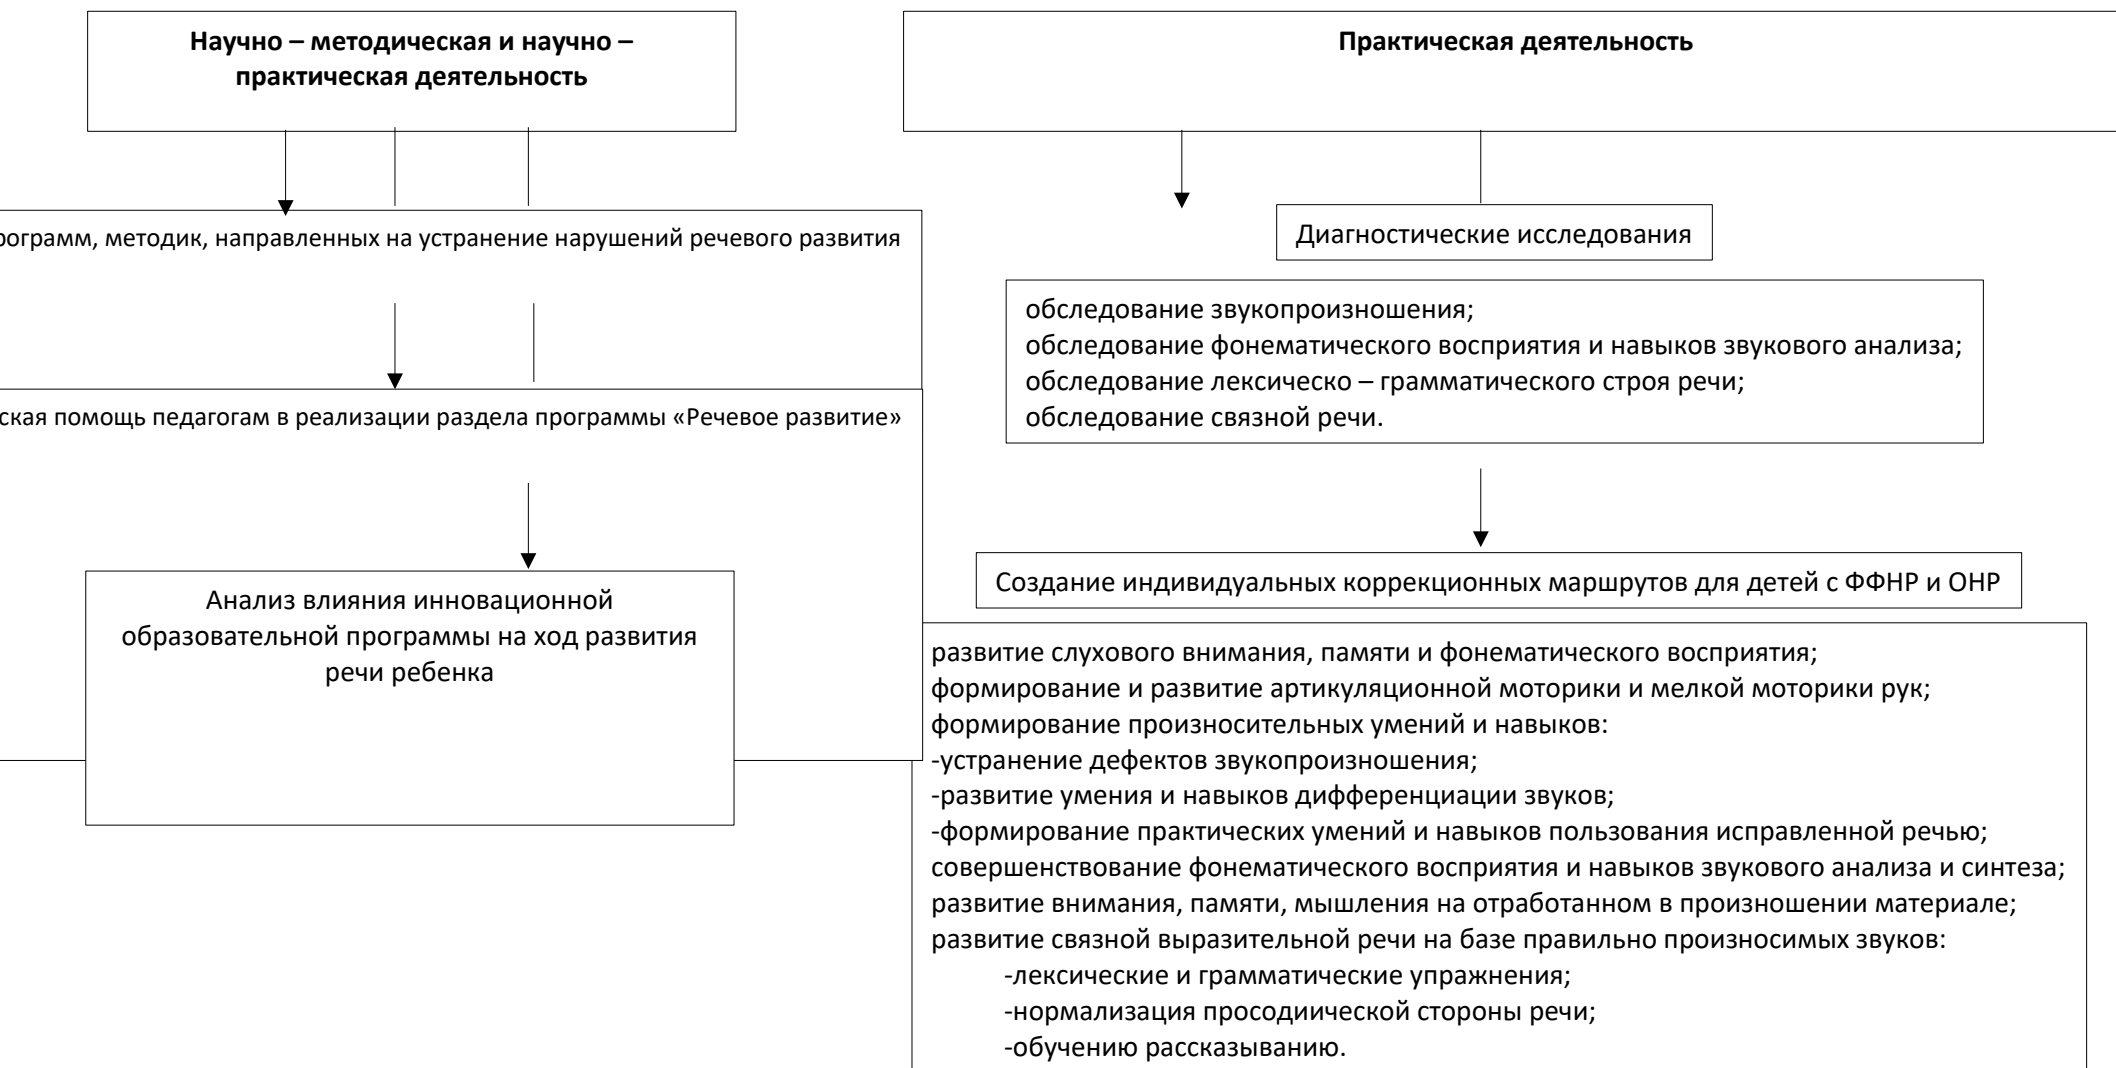 Научно – методическая и научно –
практическая деятельность
программ, методик, направленных на устранение нарушений речевого развития
помощь педагогам в реализации раздела программы «Речевое развитие»
Анализ влияния инновационной
образовательной программы на ход развития
речи ребенка
Практическая деятельность
Диагностические исследования
обследование звукопроизношения;
обследование фонематического восприятия и навыков звукового анализа;
обследование лексическо – грамматического строя речи;
обследование связной речи.
Создание индивидуальных коррекционных маршрутов для детей с ФФНР и ОНР
развитие слухового внимания, памяти и фонематического восприятия;
формирование и развитие артикуляционной моторики и мелкой моторики рук;
формирование произносительных умений и навыков:
-устранение дефектов звукопроизношения;
-развитие умения и навыков дифференциации звуков;
-формирование практических умений и навыков пользования исправленной речью;
совершенствование фонематического восприятия и навыков звукового анализа и синтеза;
развитие внимания, памяти, мышления на отработанном в произношении материале;
развитие связной выразительной речи на базе правильно произносимых звуков:
-лексические и грамматические упражнения;
-нормализация просодиической стороны речи;
-обучению рассказыванию.